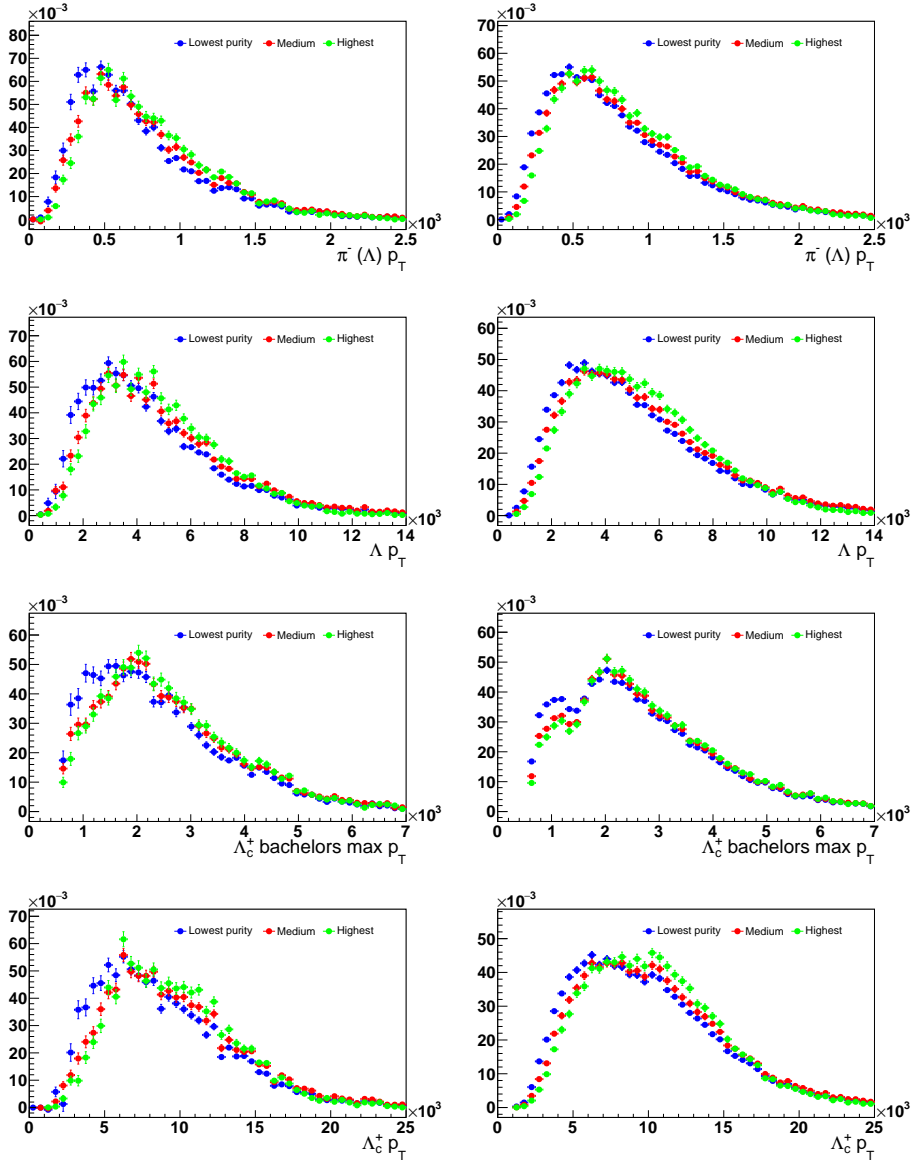 ×10⁻³ ×10⁻³
80 70 60 50 40 30 20 10 0
70 60 50 40 30 20 10 0
Lowest purity Medium Highest
Lowest purity Medium Highest
0 0.5 1 1.5 2 2.5 ×10³
0.5 1 1.5 2 2.5 ×10³
π⁻ (Λ) p_T
π⁻ (Λ) p_T
×10⁻³ ×10⁻³
70 60 50 40 30 20 10 0
60 50 40 30 20 10 0
Lowest purity Medium Highest
Lowest purity Medium Highest
0 2 4 6 8 10 12 14 ×10³
0 2 4 6 8 10 12 14 ×10³
Λ p_T
Λ p_T
×10⁻³ ×10⁻³
60 50 40 30 20 10 0
60 50 40 30 20 10 0
Lowest purity Medium Highest
Lowest purity Medium Highest
0 1 2 3 4 5 6 7 ×10³
0 1 2 3 4 5 6 7 ×10³
Λ_c⁺ bachelors max p_T
Λ_c⁺ bachelors max p_T
×10⁻³ ×10⁻³
70 60 50 40 30 20 10 0
50 40 30 20 10 0
Lowest purity Medium Highest
Lowest purity Medium Highest
0 5 10 15 20 25 ×10³
0 5 10 15 20 25 ×10³
Λ_c⁺ p_T
Λ_c⁺ p_T